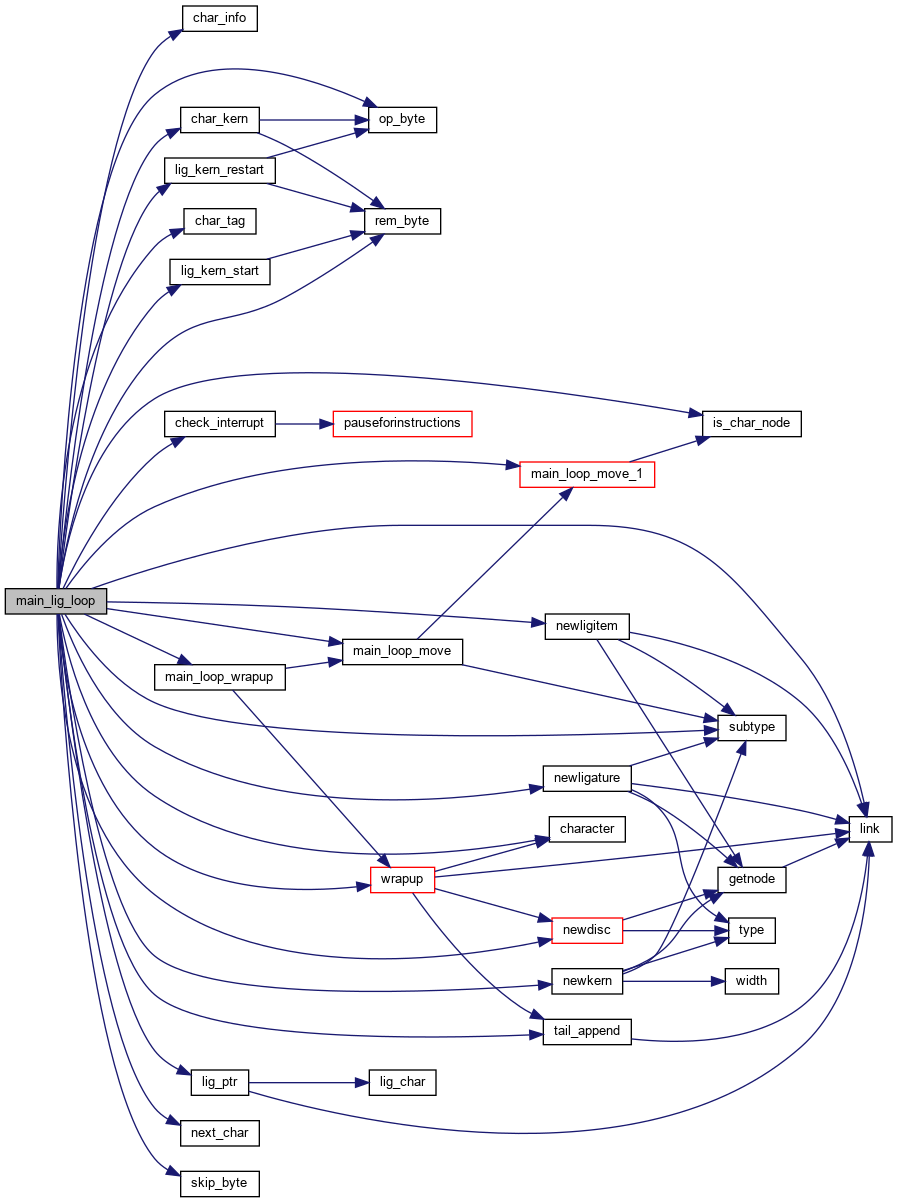 char_info
char_kern
op_byte
lig_kern_restart
char_tag
rem_byte
lig_kern_start
check_interrupt
pauseforinstructions
is_char_node
main_loop_move_1
main_lig_loop
newligitem
main_loop_move
main_loop_wrapup
subtype
newligature
character
link
wrapup
getnode
newdisc
type
newkern
width
tail_append
lig_ptr
lig_char
next_char
skip_byte